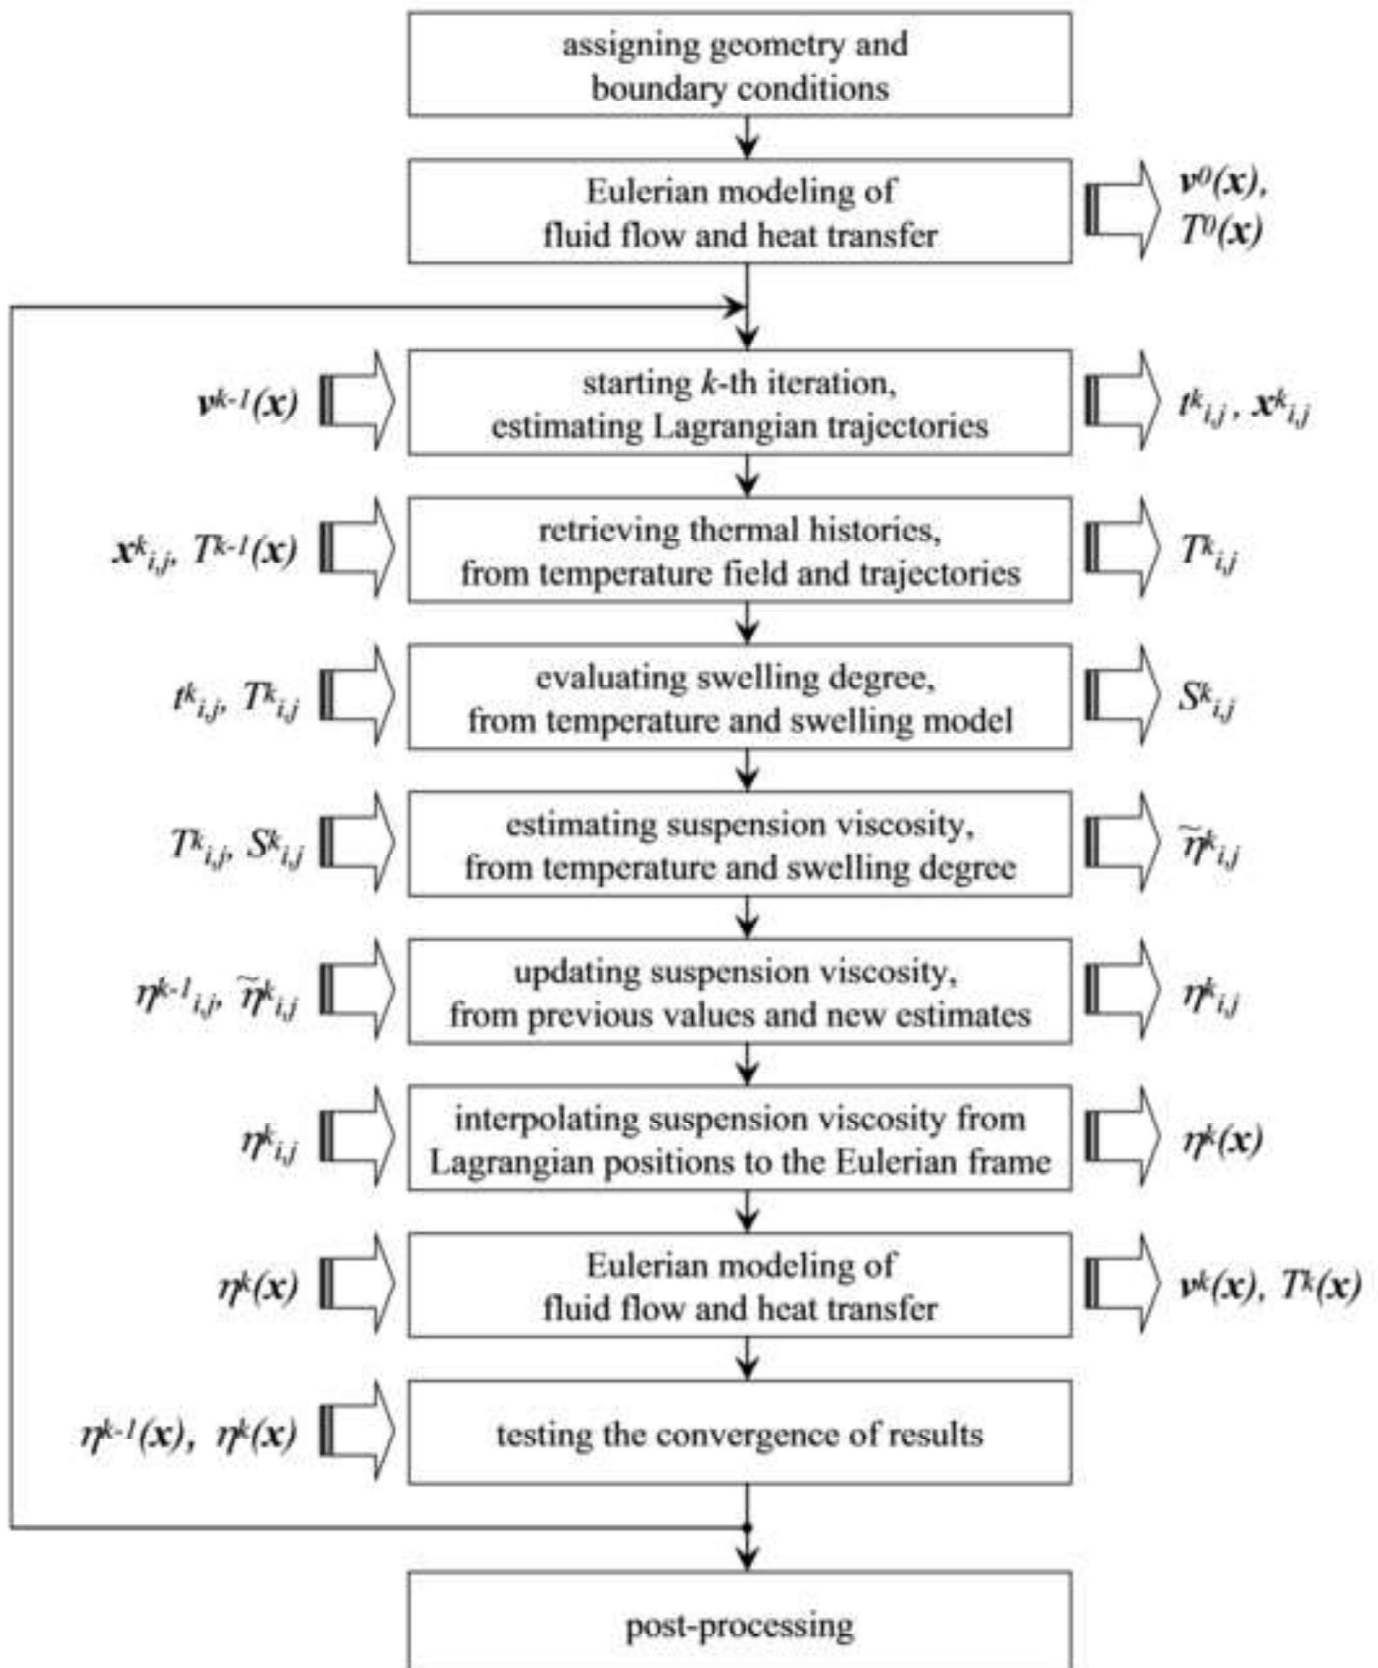 assigning geometry and
boundary conditions
Eulerian modeling of
fluid flow and heat transfer
v⁰(x),
T⁰(x)
vᵏ⁻¹(x)
starting k-th iteration,
estimating Lagrangian trajectories
tᵏi,j, xᵏi,j
xᵏi,j, Tᵏ⁻¹(x)
retrieving thermal histories,
from temperature field and trajectories
Tᵏi,j
tᵏi,j, Tᵏi,j
evaluating swelling degree,
from temperature and swelling model
Sᵏi,j
Tᵏi,j, Sᵏi,j
estimating suspension viscosity,
from temperature and swelling degree
η̃ᵏi,j
ηᵏ⁻¹i,j, η̃ᵏi,j
updating suspension viscosity,
from previous values and new estimates
ηᵏi,j
ηᵏi,j
interpolating suspension viscosity from
Lagrangian positions to the Eulerian frame
ηᵏ(x)
ηᵏ(x)
Eulerian modeling of
fluid flow and heat transfer
vᵏ(x), Tᵏ(x)
ηᵏ⁻¹(x), ηᵏ(x)
testing the convergence of results
post-processing